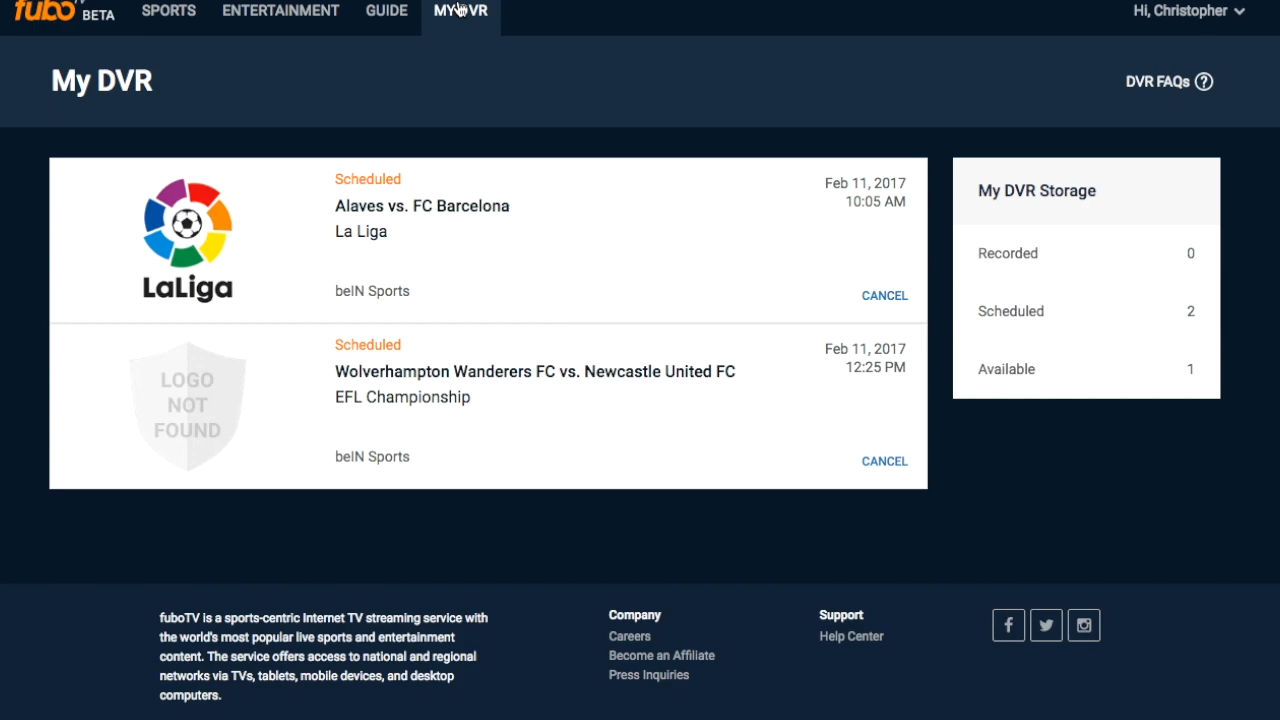 fubo TV BETA SPORTS ENTERTAINMENT GUIDE MY DVR Hi, Christopher
My DVR
DVR FAQs ?
LaLiga
Scheduled
Alaves vs. FC Barcelona
La Liga
beIN Sports
Feb 11, 2017
10:05 AM
CANCEL
LOGO
NOT
FOUND
Scheduled
Wolverhampton Wanderers FC vs. Newcastle United FC
EFL Championship
beIN Sports
Feb 11, 2017
12:25 PM
CANCEL
My DVR Storage
Recorded 0
Scheduled 2
Available 1
fuboTV is a sports-centric Internet TV streaming service with
the world's most popular live sports and entertainment
content. The service offers access to national and regional
networks via TVs, tablets, mobile devices, and desktop
computers.
Company
Careers
Become an Affiliate
Press Inquiries
Support
Help Center